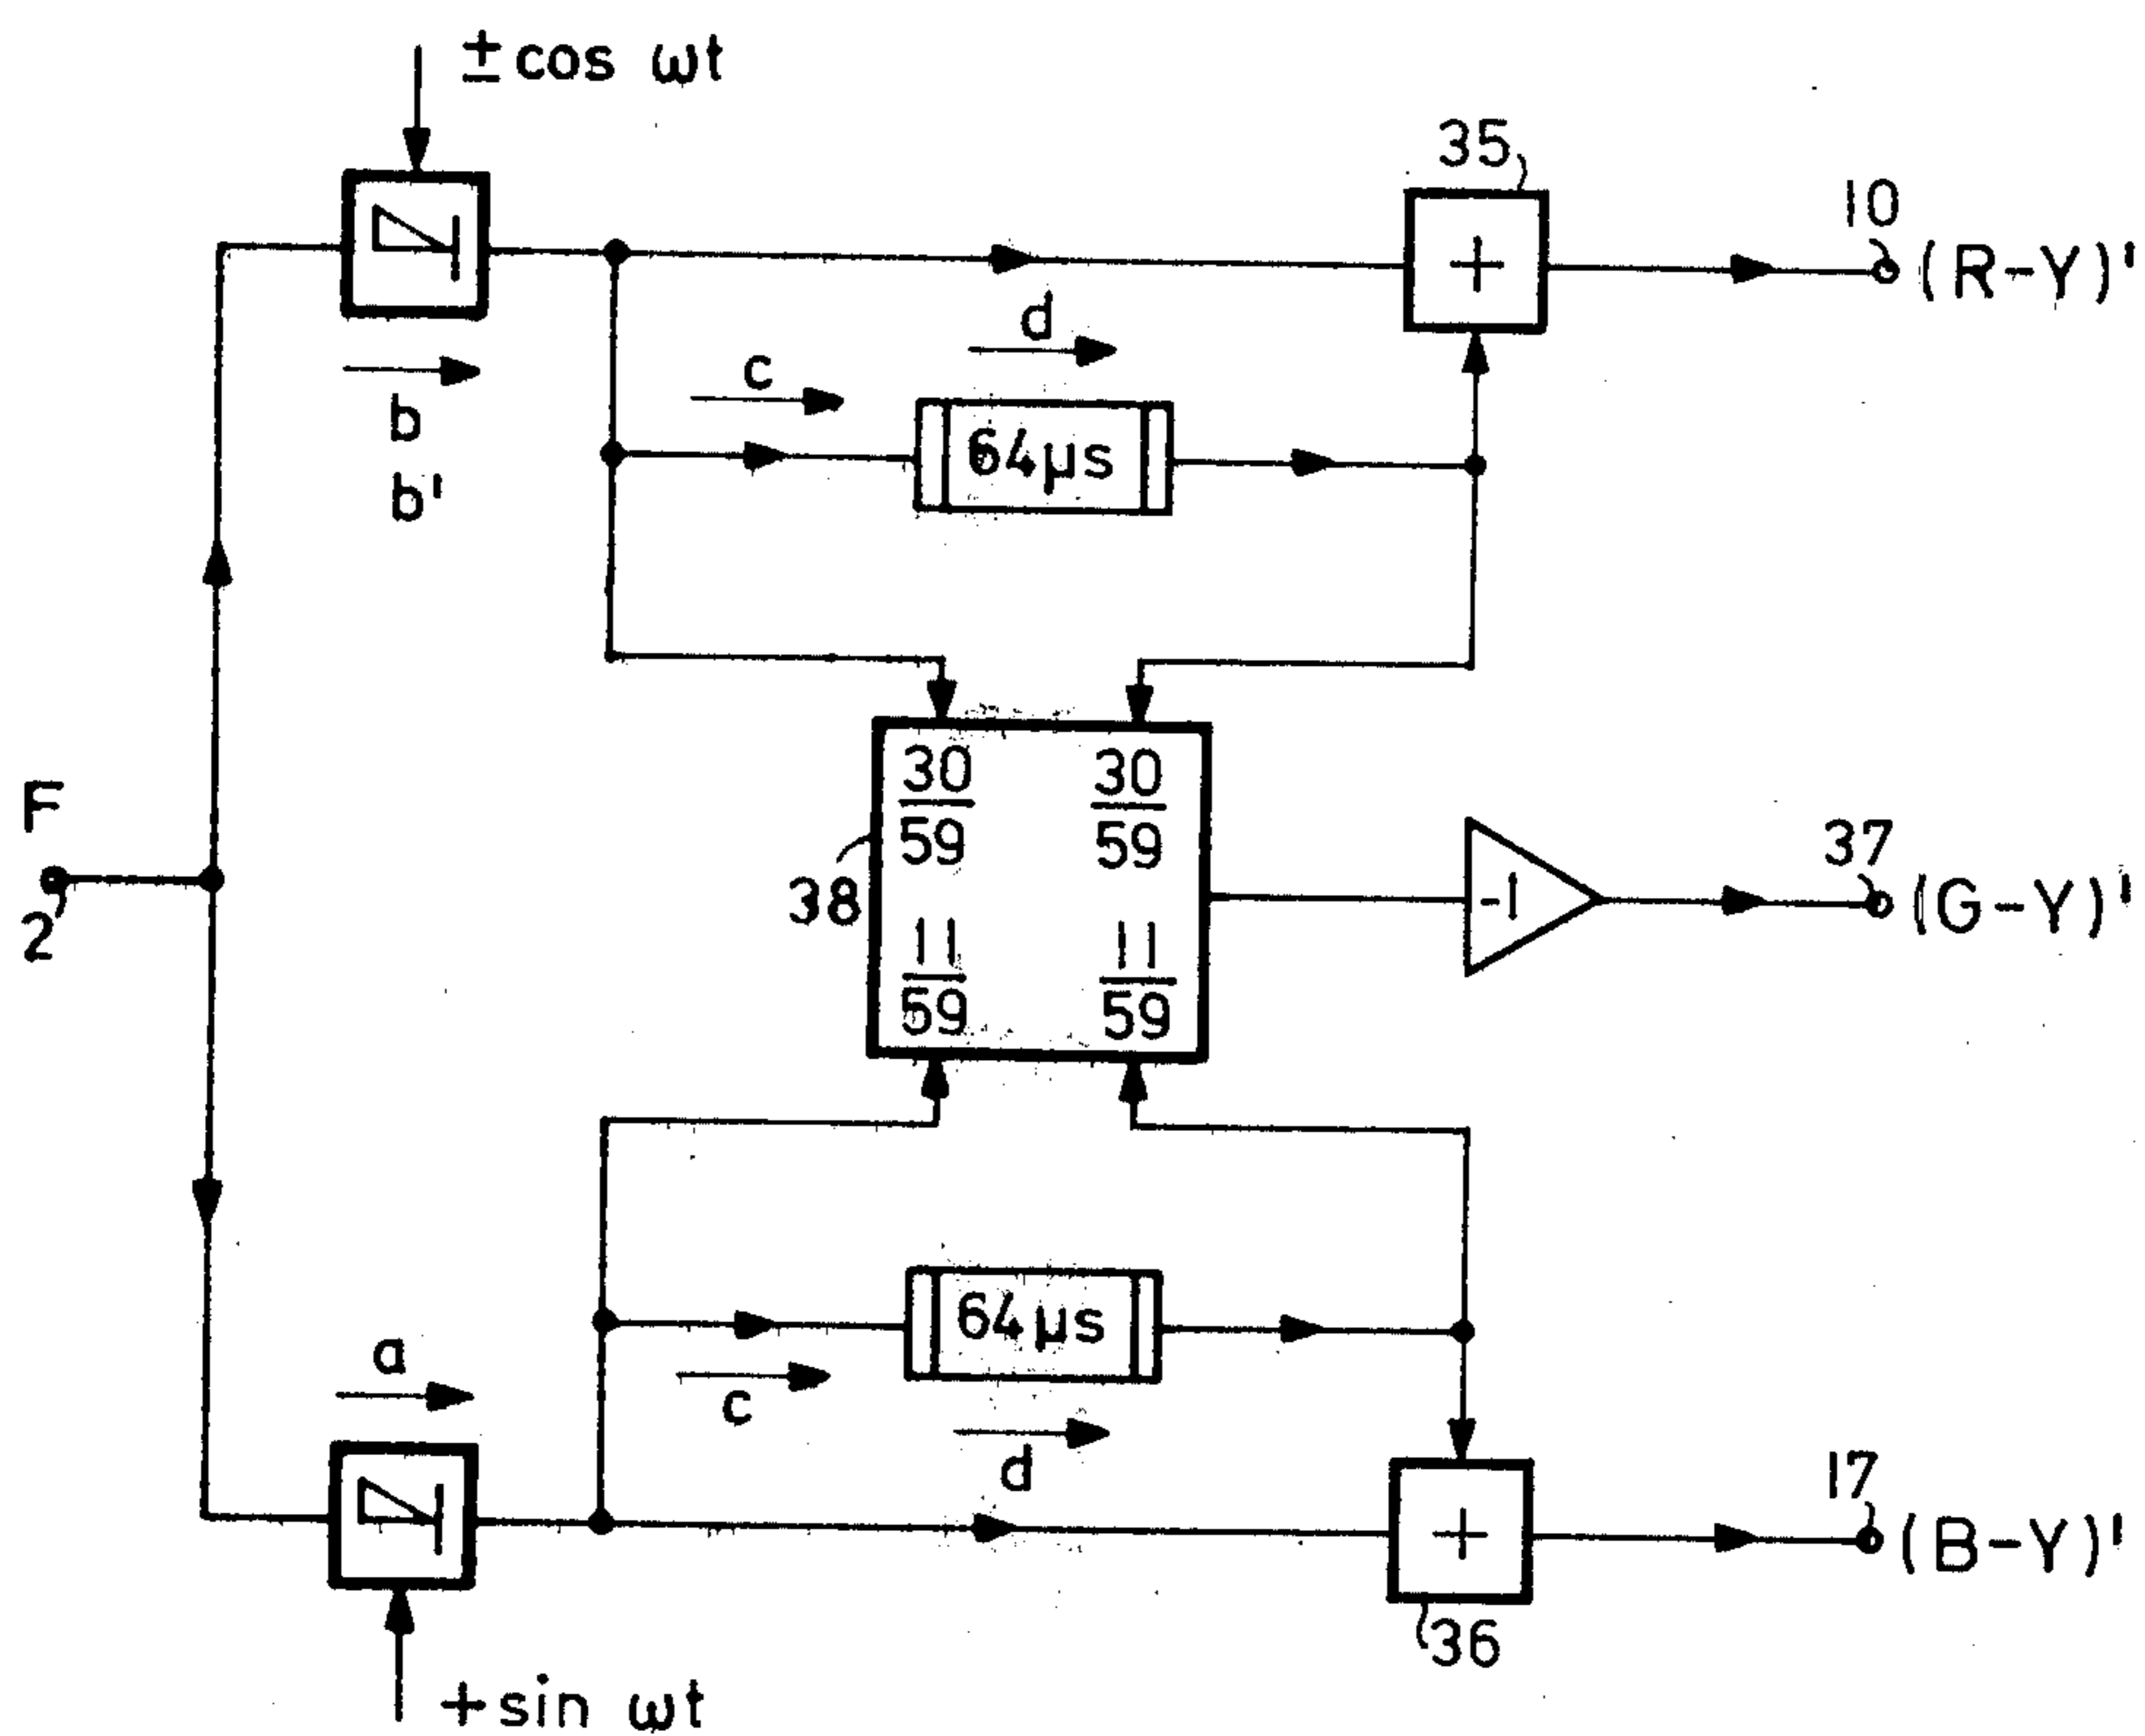 ±cos ωt
35
10
(R-Y)'
d
c
64μs
b
b'
F
2
30
59
30
59
38
11
59
11
59
-1
37
(G-Y)'
a
64μs
c
d
+
+
17
(B-Y)'
36
+sin ωt